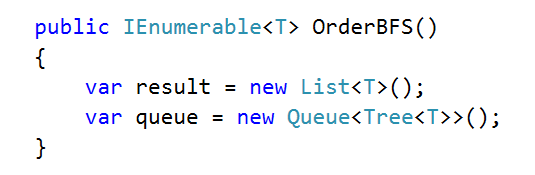 public IEnumerable<T> OrderBFS()
{
    var result = new List<T>();
    var queue = new Queue<Tree<T>>();
}